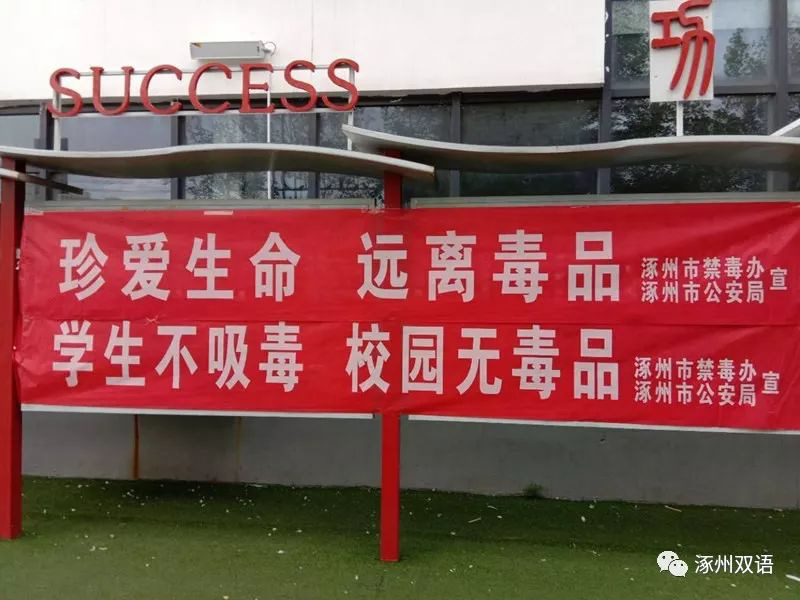 SUCCESS
功
珍爱生命 远离毒品 涿州市禁毒办 涿州市公安局 宣
学生不吸毒 校园无毒品 涿州市禁毒办 涿州市公安局 宣
涿州双语